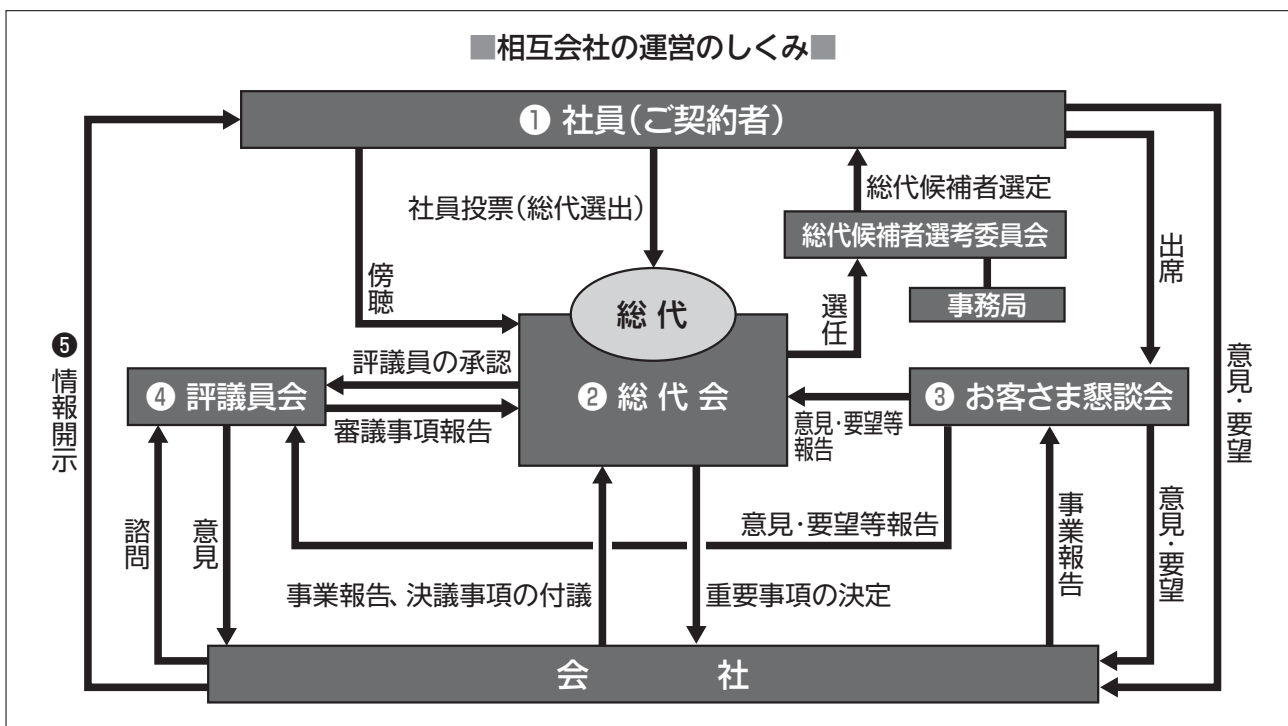 ■相互会社の運営のしくみ■
❶ 社員(ご契約者)
総代候補者選定
社員投票(総代選出)
総代候補者選考委員会
出席
傍聴
総代
選任
事務局
❺ 情報開示
評議員の承認
意見・要望
❹ 評議員会
❷ 総代会
❸ お客さま懇談会
審議事項報告
意見・要望等
報告
諮問
意見
意見・要望等報告
事業報告
意見・要望
事業報告、決議事項の付議
重要事項の決定
会 社